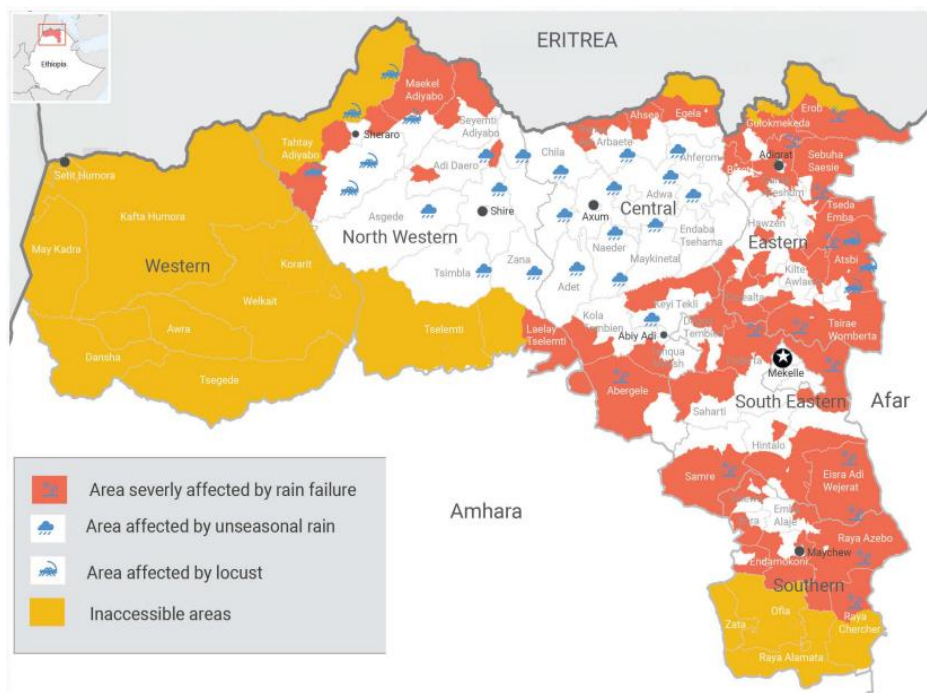 Ethiopia
ERITREA
Maekel
Adiyabo
Erob
Ahsea
Egela
Gulokmekeda
Seyemti
Adiyabo
Sheraro
Tahtay
Adiyabo
Arbaete
Adi Daero
Chila
Ahferom
Adigrat
Sebuha
Saesie
Setit Humora
Adwa
Tseda
Emba
Kafta Humora
Asgede
Shire
Axum
Central
Hawzen
May Kadra
North Western
Naeder
Endaba
Tsehama
Eastern
Atsbi
Western
Korarit
Zana
Maykinetal
Kilte
Awlaelo
Tsimbla
Adet
Welkait
Keyi Tekli
Kola
Tembien
Tsirae
Womberta
Awra
Tselemti
Laelay
Tselemti
Abiy Adi
Dansha
Mekelle
Tsegede
Abergele
South Eastern
Afar
Saharti
Hintalo
Samre
Eisra Adi
Wejerat
Amhara
Emba
Alaje
Raya Azebo
Maychew
Endamokoni
Southern
Ofla
Zata
Raya
Chercher
Raya Alamata
Area severly affected by rain failure
Area affected by unseasonal rain
Area affected by locust
Inaccessible areas